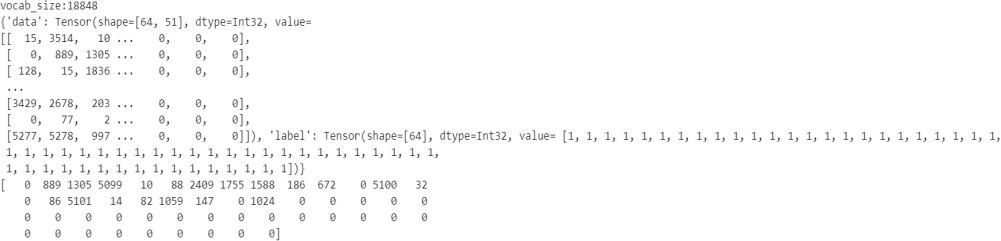 vocab_size:18848
{'data': Tensor(shape=[64, 51], dtype=Int32, value=
[[ 15, 3514, 10 ... 0, 0, 0],
[ 0, 889, 1305 ... 0, 0, 0],
[ 128, 15, 1836 ... 0, 0, 0],
...
[3429, 2678, 203 ... 0, 0, 0],
[ 0, 77, 2 ... 0, 0, 0],
[5277, 5278, 997 ... 0, 0, 0]]), 'label': Tensor(shape=[64], dtype=Int32, value= [1, 1, 1, 1, 1, 1, 1, 1, 1, 1, 1, 1, 1, 1, 1, 1, 1, 1, 1, 1, 1, 1, 1, 1,
1, 1, 1, 1, 1, 1, 1, 1, 1, 1, 1, 1, 1, 1, 1, 1, 1, 1, 1, 1, 1, 1, 1, 1,
1, 1, 1, 1, 1, 1, 1, 1, 1, 1, 1, 1, 1, 1, 1, 1])}
[ 0 889 1305 5099 10 88 2409 1755 1588 186 672 0 5100 32
0 86 5101 14 82 1059 147 0 1024 0 0 0 0 0
0 0 0 0 0 0 0 0 0 0 0 0 0 0
0 0 0 0 0 0 0 0 0]